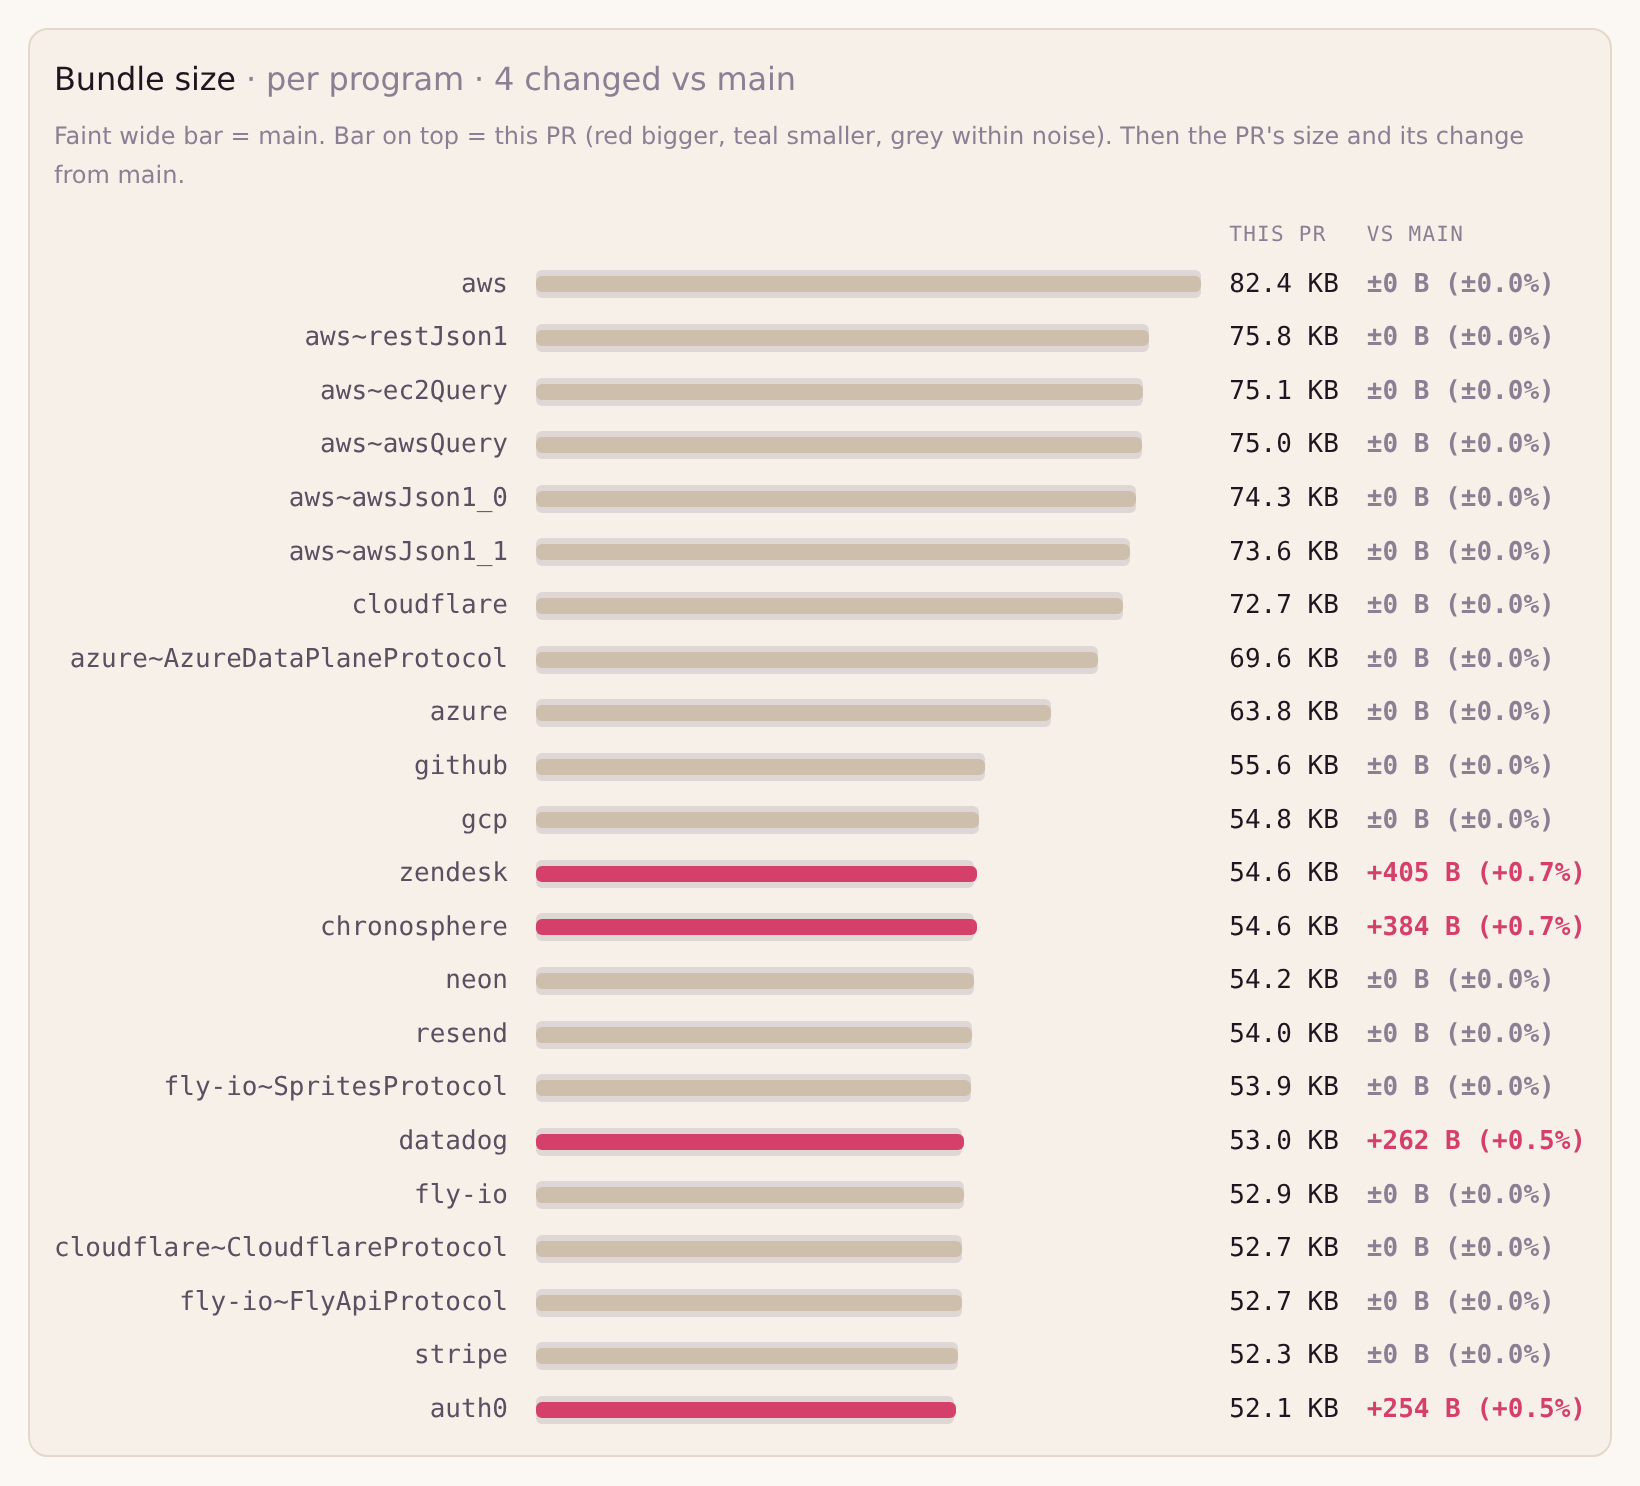 Bundle size · per program · 4 changed vs main
Faint wide bar = main. Bar on top = this PR (red bigger, teal smaller, grey within noise). Then the PR's size and its change
from main.
THIS PR VS MAIN
aws 82.4 KB ±0 B (±0.0%)
aws~restJson1 75.8 KB ±0 B (±0.0%)
aws~ec2Query 75.1 KB ±0 B (±0.0%)
aws~awsQuery 75.0 KB ±0 B (±0.0%)
aws~awsJson1_0 74.3 KB ±0 B (±0.0%)
aws~awsJson1_1 73.6 KB ±0 B (±0.0%)
cloudflare 72.7 KB ±0 B (±0.0%)
azure~AzureDataPlaneProtocol 69.6 KB ±0 B (±0.0%)
azure 63.8 KB ±0 B (±0.0%)
github 55.6 KB ±0 B (±0.0%)
gcp 54.8 KB ±0 B (±0.0%)
zendesk 54.6 KB +405 B (+0.7%)
chronosphere 54.6 KB +384 B (+0.7%)
neon 54.2 KB ±0 B (±0.0%)
resend 54.0 KB ±0 B (±0.0%)
fly-io~SpritesProtocol 53.9 KB ±0 B (±0.0%)
datadog 53.0 KB +262 B (+0.5%)
fly-io 52.9 KB ±0 B (±0.0%)
cloudflare~CloudflareProtocol 52.7 KB ±0 B (±0.0%)
fly-io~FlyApiProtocol 52.7 KB ±0 B (±0.0%)
stripe 52.3 KB ±0 B (±0.0%)
auth0 52.1 KB +254 B (+0.5%)